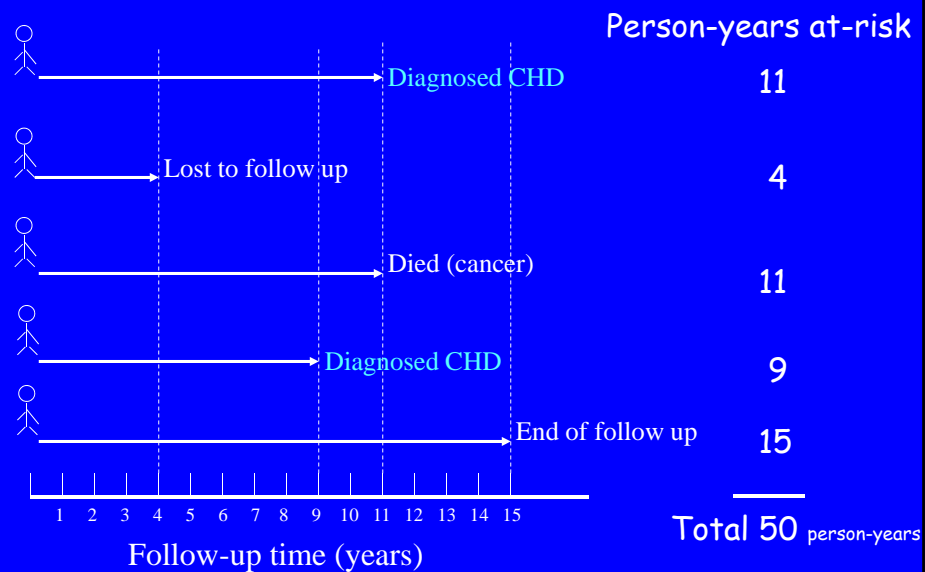 Person-years at-risk
Diagnosed CHD
11
Lost to follow up
4
Died (cancer)
11
Diagnosed CHD
9
End of follow up
15
1 2 3 4 5 6 7 8 9 10 11 12 13 14 15
Total 50 person-years
Follow-up time (years)